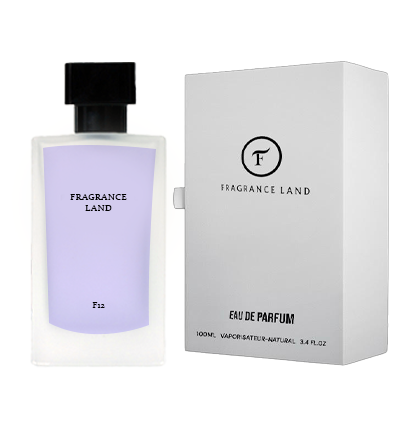 FRAGRANCE
LAND
F12
F
FRAGRANCE LAND
EAU DE PARFUM
100ML VAPORISATEUR-NATURAL 3.4 FL.OZ